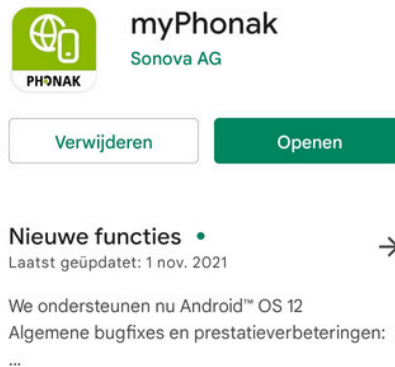 myPhonak
Sonova AG
PHONAK
Verwijderen
Openen
Nieuwe functies
Laatst geüpdatet: 1 nov. 2021
We ondersteunen nu Android™ OS 12
Algemene bugfixes en prestatieverbeteringen:
...